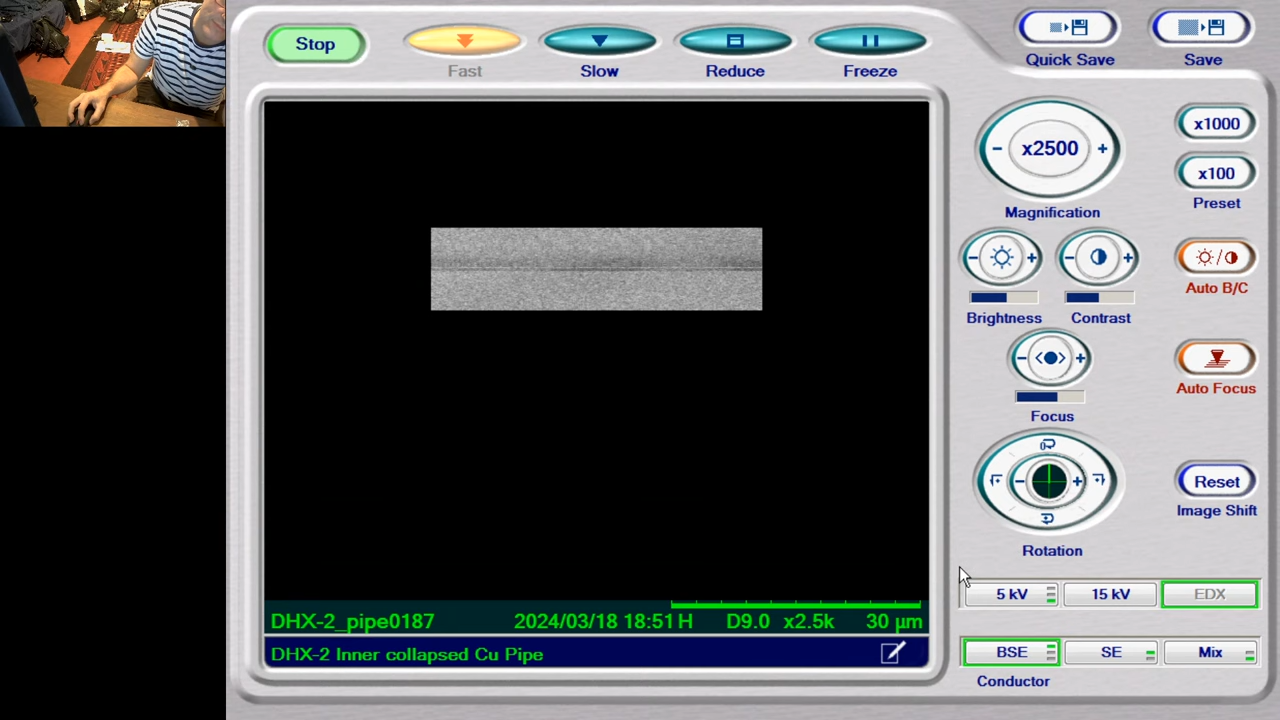 Stop
Fast
Slow
Reduce
Freeze
Quick Save
Save
x2500
Magnification
x1000
x100
Preset
Brightness
Contrast
Auto B/C
Focus
Auto Focus
Rotation
Reset
Image Shift
5 kV 15 kV EDX
BSE SE Mix
Conductor
DHX-2_pipe0187 2024/03/18 18:51 H D9.0 x2.5k 30 µm
DHX-2 Inner collapsed Cu Pipe